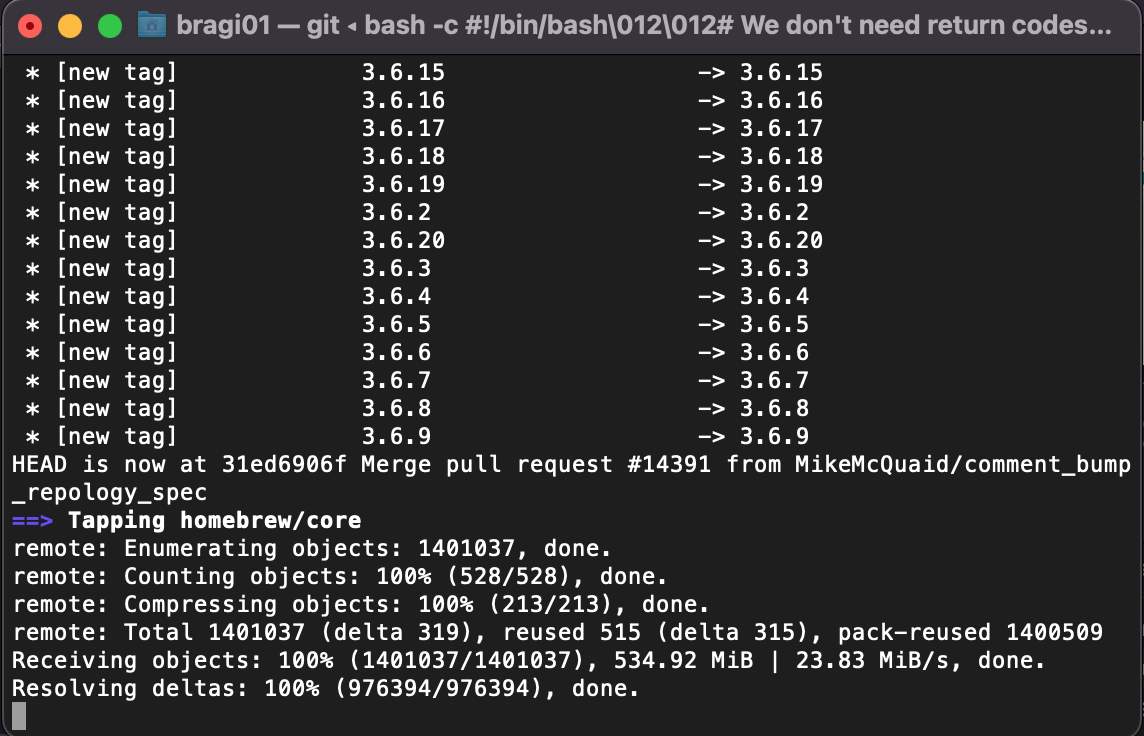 bragi01 — git ◂ bash -c #!/bin/bash\012\012# We don't need return codes...
* [new tag] 3.6.15 -> 3.6.15
* [new tag] 3.6.16 -> 3.6.16
* [new tag] 3.6.17 -> 3.6.17
* [new tag] 3.6.18 -> 3.6.18
* [new tag] 3.6.19 -> 3.6.19
* [new tag] 3.6.2 -> 3.6.2
* [new tag] 3.6.20 -> 3.6.20
* [new tag] 3.6.3 -> 3.6.3
* [new tag] 3.6.4 -> 3.6.4
* [new tag] 3.6.5 -> 3.6.5
* [new tag] 3.6.6 -> 3.6.6
* [new tag] 3.6.7 -> 3.6.7
* [new tag] 3.6.8 -> 3.6.8
* [new tag] 3.6.9 -> 3.6.9
HEAD is now at 31ed6906f Merge pull request #14391 from MikeMcQuaid/comment_bump
_repology_spec
==> Tapping homebrew/core
remote: Enumerating objects: 1401037, done.
remote: Counting objects: 100% (528/528), done.
remote: Compressing objects: 100% (213/213), done.
remote: Total 1401037 (delta 319), reused 515 (delta 315), pack-reused 1400509
Receiving objects: 100% (1401037/1401037), 534.92 MiB | 23.83 MiB/s, done.
Resolving deltas: 100% (976394/976394), done.